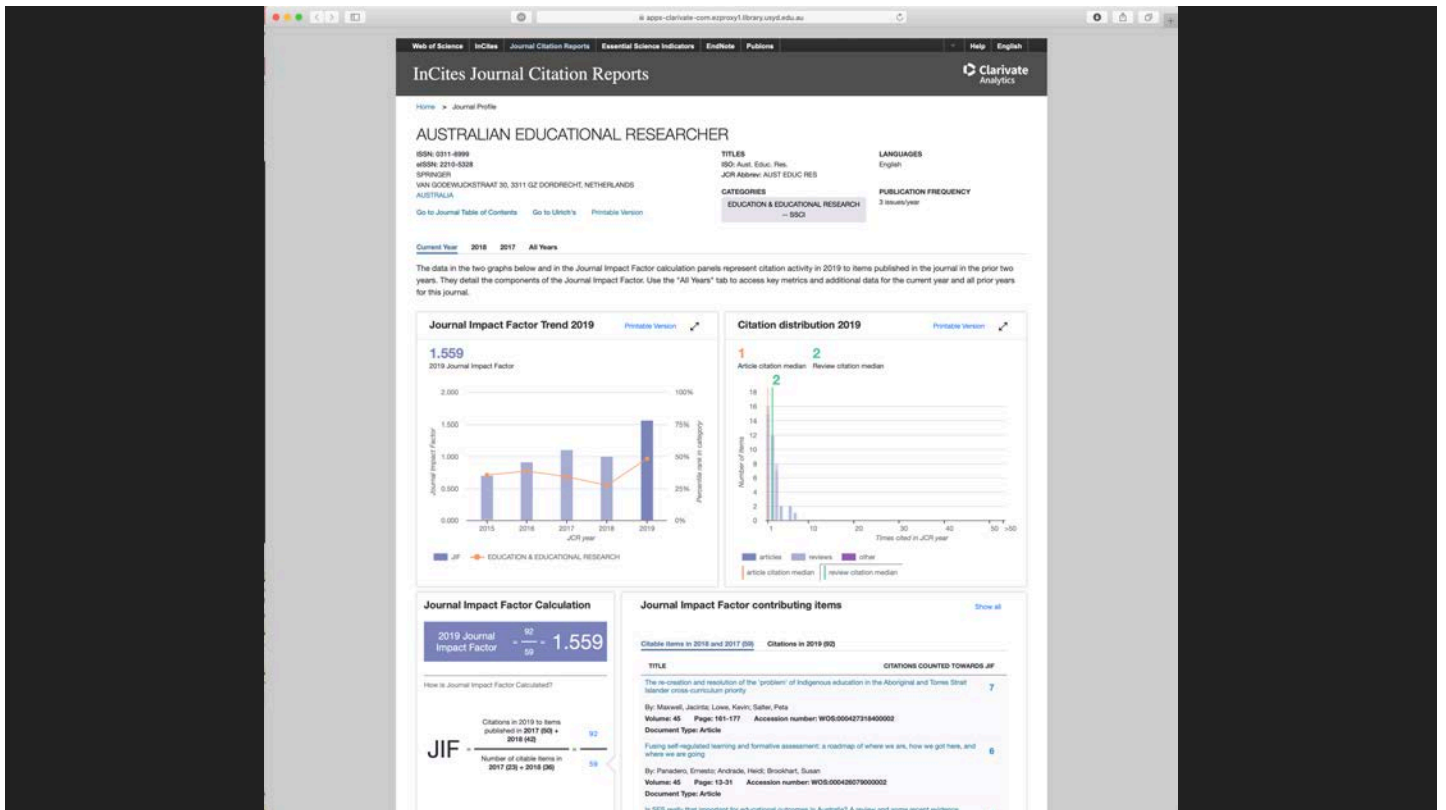 apps-clarivate-com.ezproxy1.library.usyd.edu.au
Web of Science InCites Journal Citation Reports Essential Science Indicators EndNote Publons Help English
InCites Journal Citation Reports
Clarivate
Analytics
Home > Journal Profile
AUSTRALIAN EDUCATIONAL RESEARCHER
ISSN: 0311-6999
eISSN: 2210-5328
SPRINGER
VAN GODEWIJCKSTRAAT 30, 3311 GZ DORDRECHT, NETHERLANDS
AUSTRALIA
Go to Journal Table of Contents Go to Ulrich's Printable Version
TITLES
ISO: Aust. Educ. Res.
JCR Abbrev: AUST EDUC RES
CATEGORIES
EDUCATION & EDUCATIONAL RESEARCH
-- SSCI
LANGUAGES
English
PUBLICATION FREQUENCY
3 issues/year
Current Year 2018 2017 All Years
The data in the two graphs below and in the Journal Impact Factor calculation panels represent citation activity in 2019 to items published in the journal in the prior two
years. They detail the components of the Journal Impact Factor. Use the "All Years" tab to access key metrics and additional data for the current year and all prior years
for this journal.
Journal Impact Factor Trend 2019 Printable Version
1.559
2019 Journal Impact Factor
2.000 100%
1.500 75%
1.000 50%
0.500 25%
0.000 0%
Journal Impact Factor
Percentile rank in category
2015 2016 2017 2018 2019
JCR year
JIF EDUCATION & EDUCATIONAL RESEARCH
Citation distribution 2019 Printable Version
1 2
Article citation median Review citation median
2
18
16
14
12
10
8
6
4
2
0
Number of items
1 10 20 30 40 50 >50
Times cited in JCR year
articles reviews other
article citation median review citation median
Journal Impact Factor Calculation
2019 Journal
Impact Factor = 92 / 59 = 1.559
How is Journal Impact Factor Calculated?
JIF =
Citations in 2019 to items
published in 2017 (50) +
2018 (42)
Number of citable items in
2017 (23) + 2018 (36)
=
92
59
Journal Impact Factor contributing items Show all
Citable items in 2018 and 2017 (59) Citations in 2019 (92)
TITLE CITATIONS COUNTED TOWARDS JIF
The re-creation and resolution of the 'problem' of Indigenous education in the Aboriginal and Torres Strait 7
Islander cross-curriculum priority
By: Maxwell, Jacinta; Lowe, Kevin; Salter, Peta
Volume: 45 Page: 161-177 Accession number: WOS:000427318400002
Document Type: Article
Fusing self-regulated learning and formative assessment: a roadmap of where we are, how we got here, and 6
where we are going
By: Panadero, Ernesto; Andrade, Heidi; Brookhart, Susan
Volume: 45 Page: 13-31 Accession number: WOS:000426079000002
Document Type: Article